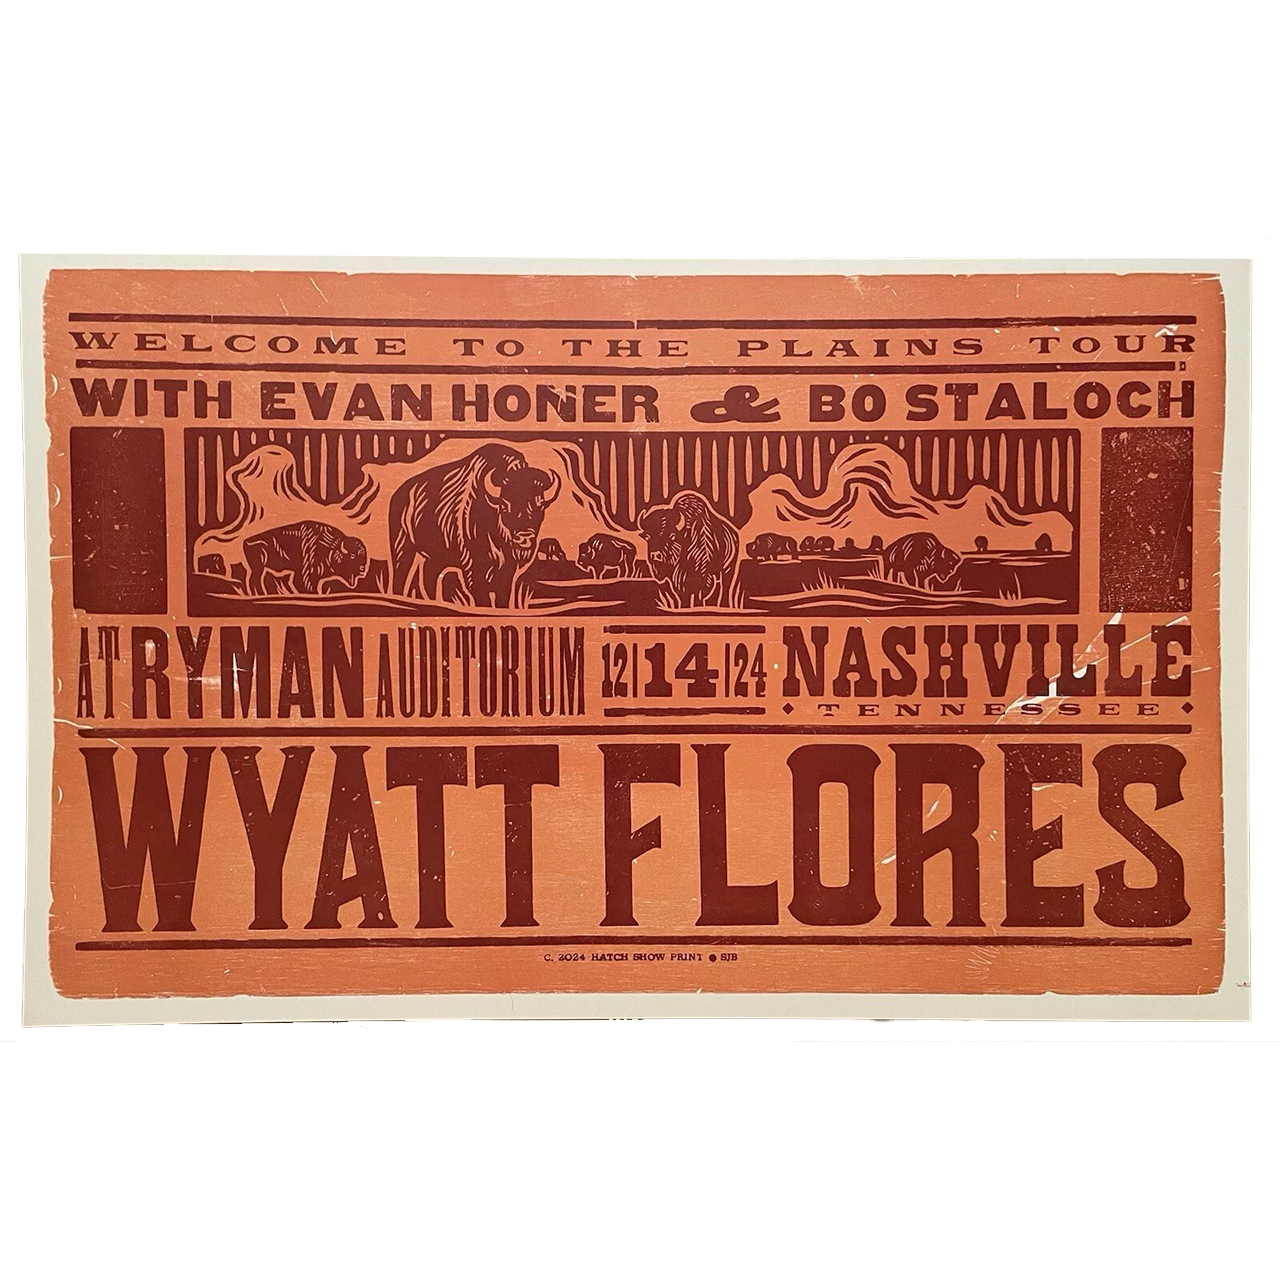 WELCOME TO THE PLAINS TOUR
WITH EVAN HONER & BO STALOCH
AT RYMAN AUDITORIUM 12|14|24 NASHVILLE
TENNESSEE
WYATT FLORES
C. 2024 HATCH SHOW PRINT ● SJB